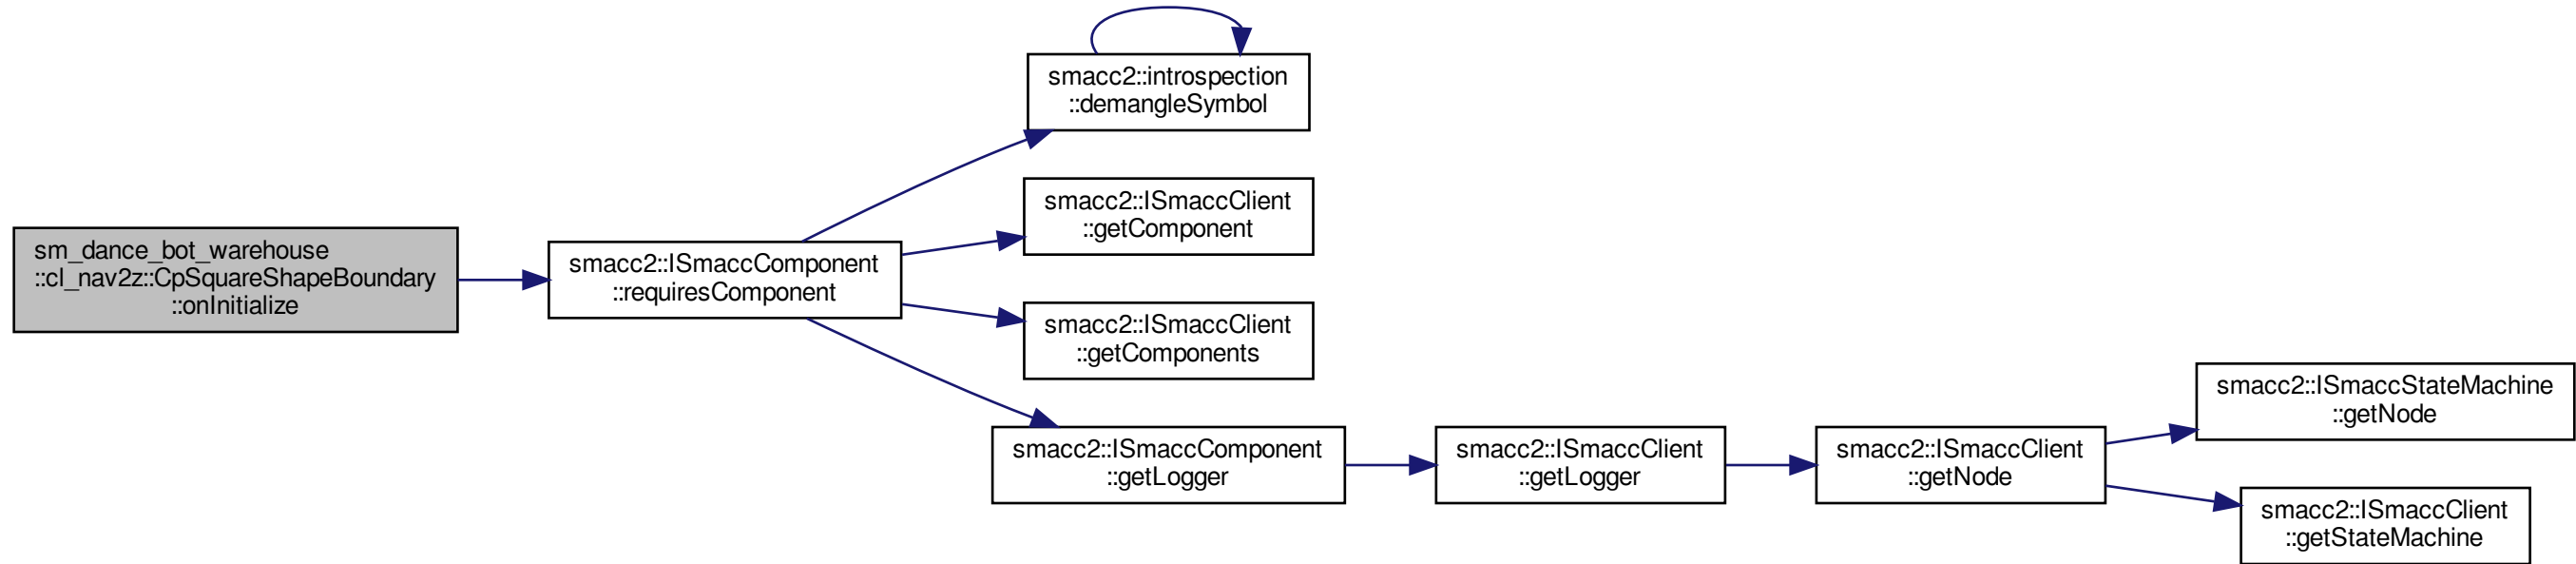 sm_dance_bot_warehouse
::cl_nav2z::CpSquareShapeBoundary
::onInitialize
smacc2::ISmaccComponent
::requiresComponent
smacc2::introspection
::demangleSymbol
smacc2::ISmaccClient
::getComponent
smacc2::ISmaccClient
::getComponents
smacc2::ISmaccComponent
::getLogger
smacc2::ISmaccClient
::getLogger
smacc2::ISmaccClient
::getNode
smacc2::ISmaccStateMachine
::getNode
smacc2::ISmaccClient
::getStateMachine